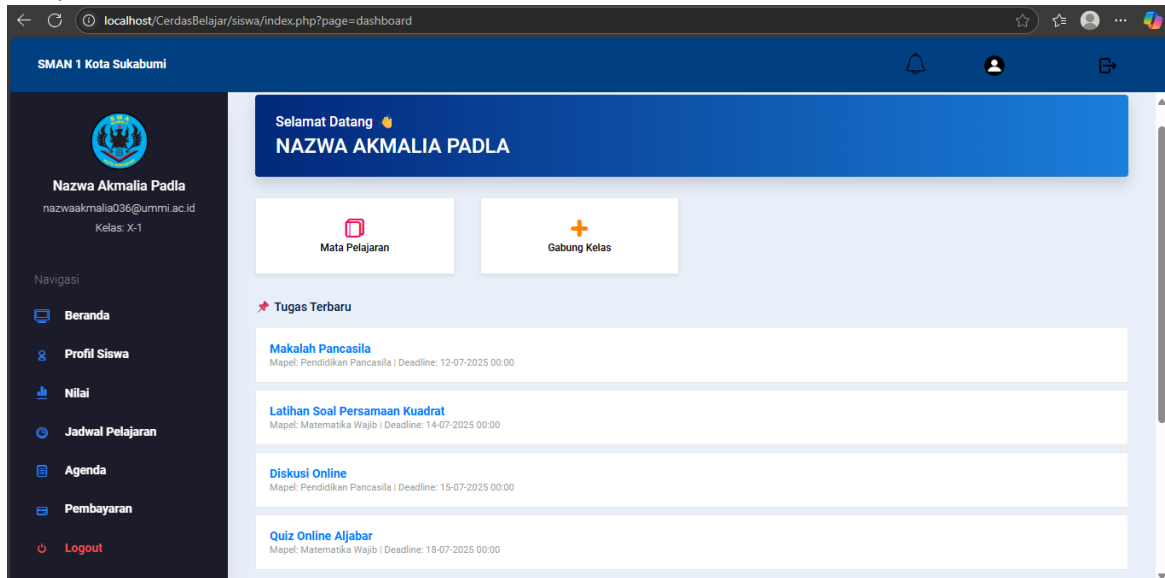 localhost/CerdasBelajar/siswa/index.php?page=dashboard
SMAN 1 Kota Sukabumi
Nazwa Akmalia Padla
nazwaakmalia036@ummi.ac.id
Kelas: X-1
Navigasi
Beranda
Profil Siswa
Nilai
Jadwal Pelajaran
Agenda
Pembayaran
Logout
Selamat Datang 👋
NAZWA AKMALIA PADLA
Mata Pelajaran
Gabung Kelas
📌 Tugas Terbaru
Makalah Pancasila
Mapel: Pendidikan Pancasila | Deadline: 12-07-2025 00:00
Latihan Soal Persamaan Kuadrat
Mapel: Matematika Wajib | Deadline: 14-07-2025 00:00
Diskusi Online
Mapel: Pendidikan Pancasila | Deadline: 15-07-2025 00:00
Quiz Online Aljabar
Mapel: Matematika Wajib | Deadline: 18-07-2025 00:00